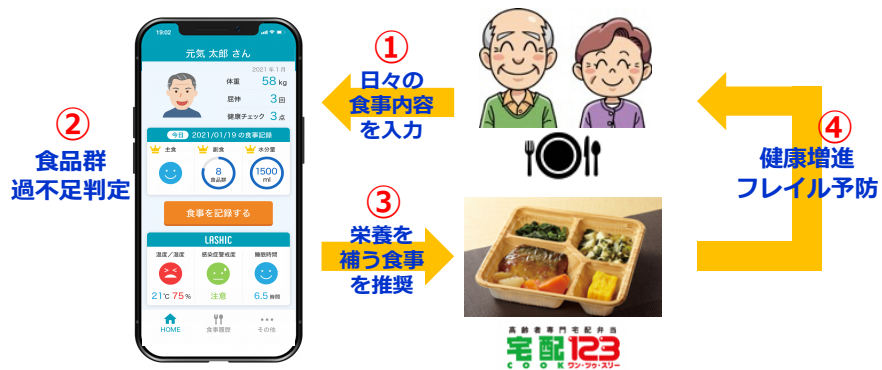 ①
日々の
食事内容
を入力
②
食品群
過不足判定
③
栄養を
補う食事
を推奨
④
健康増進
フレイル予防
19:02
元気 太郎 さん
2021年1月
体重 58 kg
屈伸 3 回
健康チェック 3 点
今日 2021/01/19 の食事記録
主食 副食 水分量
8
食品群
1500
ml
食事を記録する
LASHIC
温度/湿度 感染症警戒度 睡眠時間
21℃ 75% 注意 6.5 時間
HOME 食事履歴 その他
高齢者専門宅配弁当
宅配123
COOK ワン・ツゥ・スリー